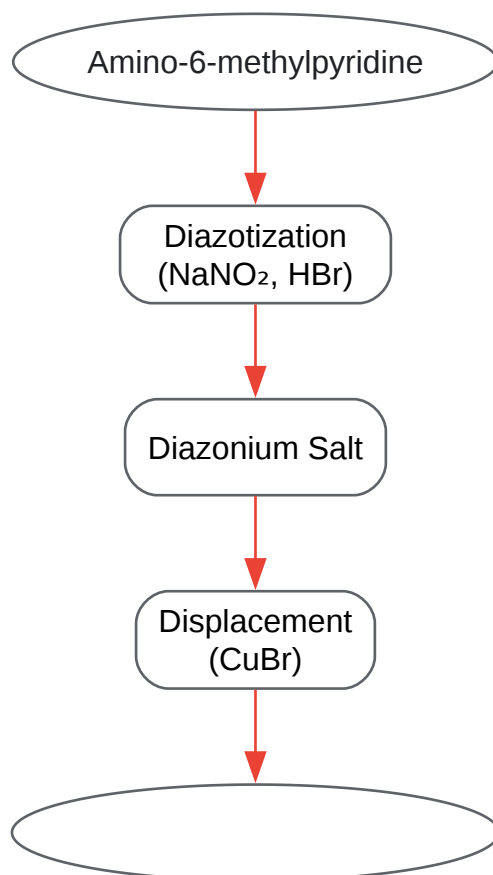 Amino-6-methylpyridine
Diazotization
(NaNO₂, HBr)
Diazonium Salt
Displacement
(CuBr)